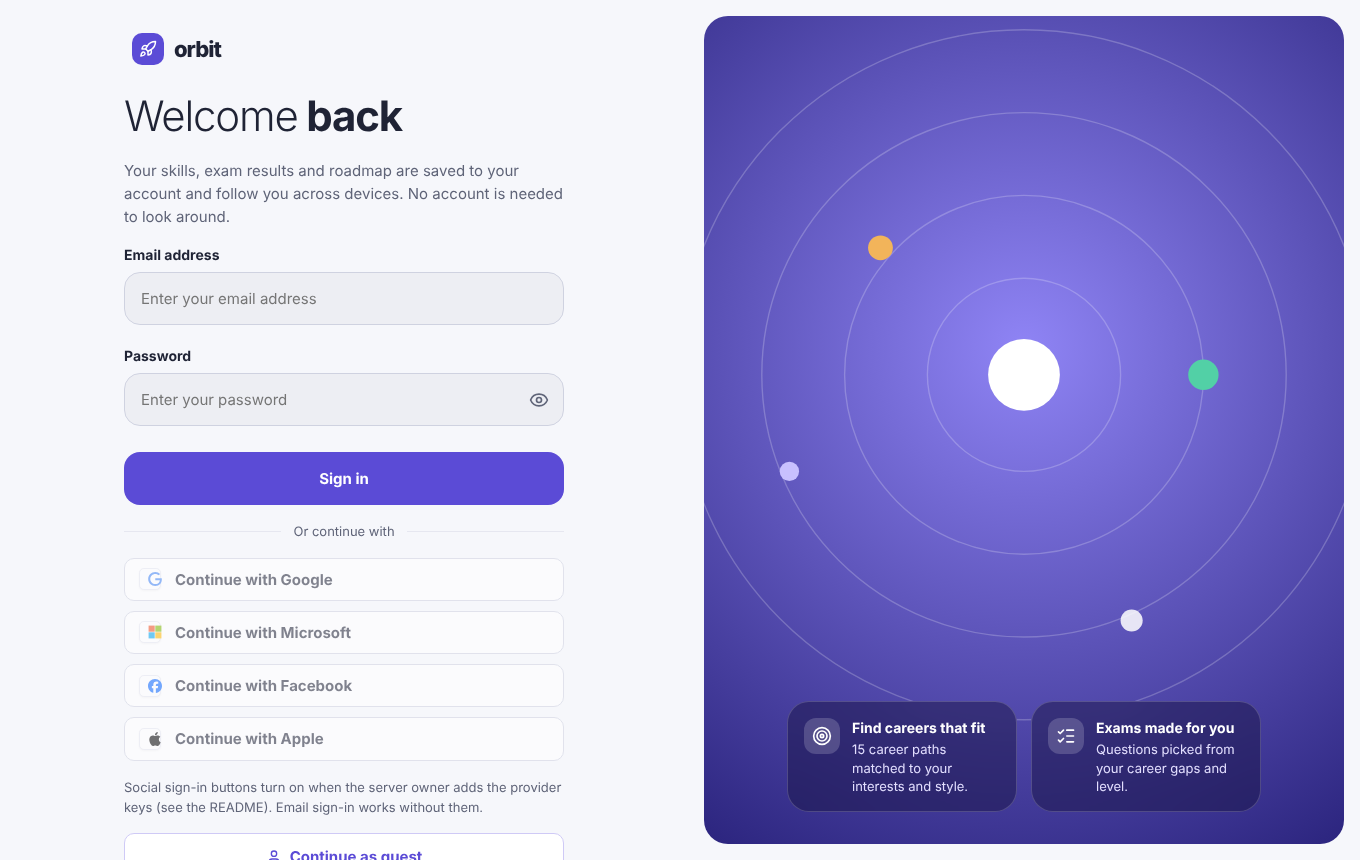 orbit
Welcome back
Your skills, exam results and roadmap are saved to your
account and follow you across devices. No account is needed
to look around.
Email address
Enter your email address
Password
Enter your password
Sign in
Or continue with
Continue with Google
Continue with Microsoft
Continue with Facebook
Continue with Apple
Social sign-in buttons turn on when the server owner adds the provider
keys (see the README). Email sign-in works without them.
Continue as guest
Find careers that fit
15 career paths
matched to your
interests and style.
Exams made for you
Questions picked from
your career gaps and
level.